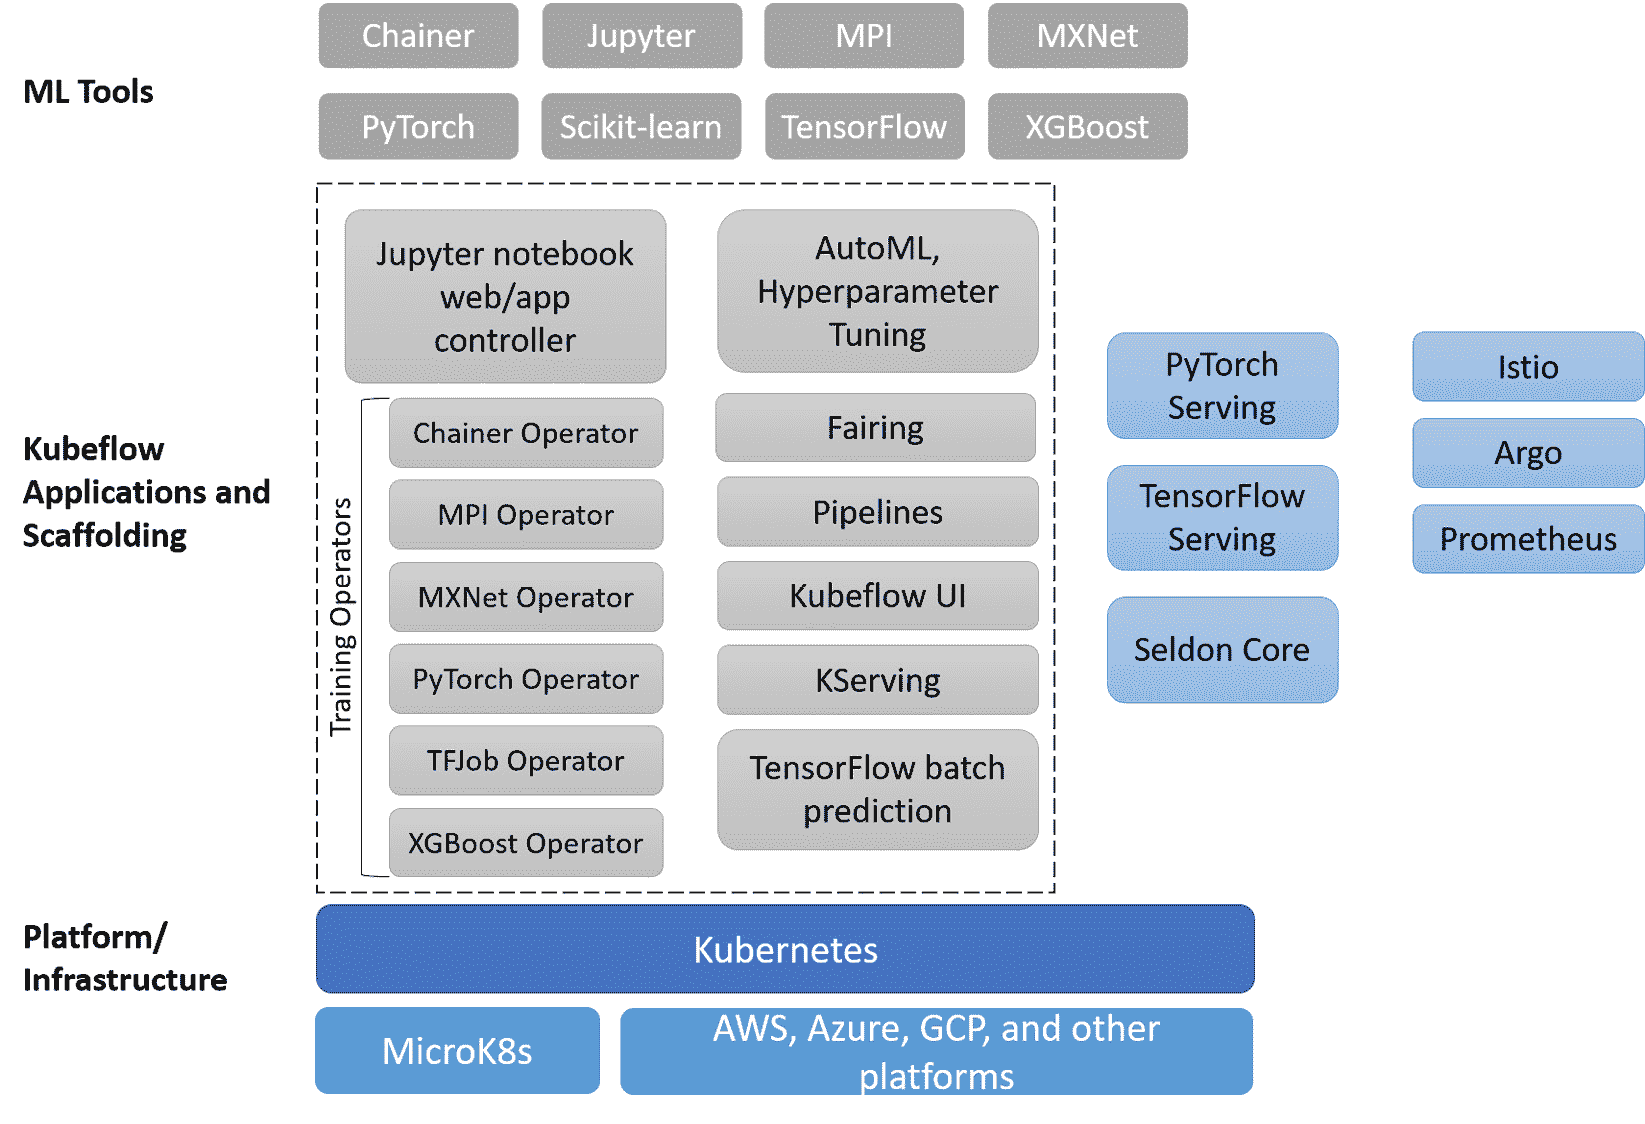 ML Tools
Chainer
Jupyter
MPI
MXNet
PyTorch
Scikit-learn
TensorFlow
XGBoost
Kubeflow
Applications and
Scaffolding
Jupyter notebook
web/app
controller
Training Operators
Chainer Operator
MPI Operator
MXNet Operator
PyTorch Operator
TFJob Operator
XGBoost Operator
AutoML,
Hyperparameter
Tuning
Fairing
Pipelines
Kubeflow UI
KServing
TensorFlow batch
prediction
PyTorch
Serving
TensorFlow
Serving
Seldon Core
Istio
Argo
Prometheus
Platform/
Infrastructure
Kubernetes
MicroK8s
AWS, Azure, GCP, and other
platforms